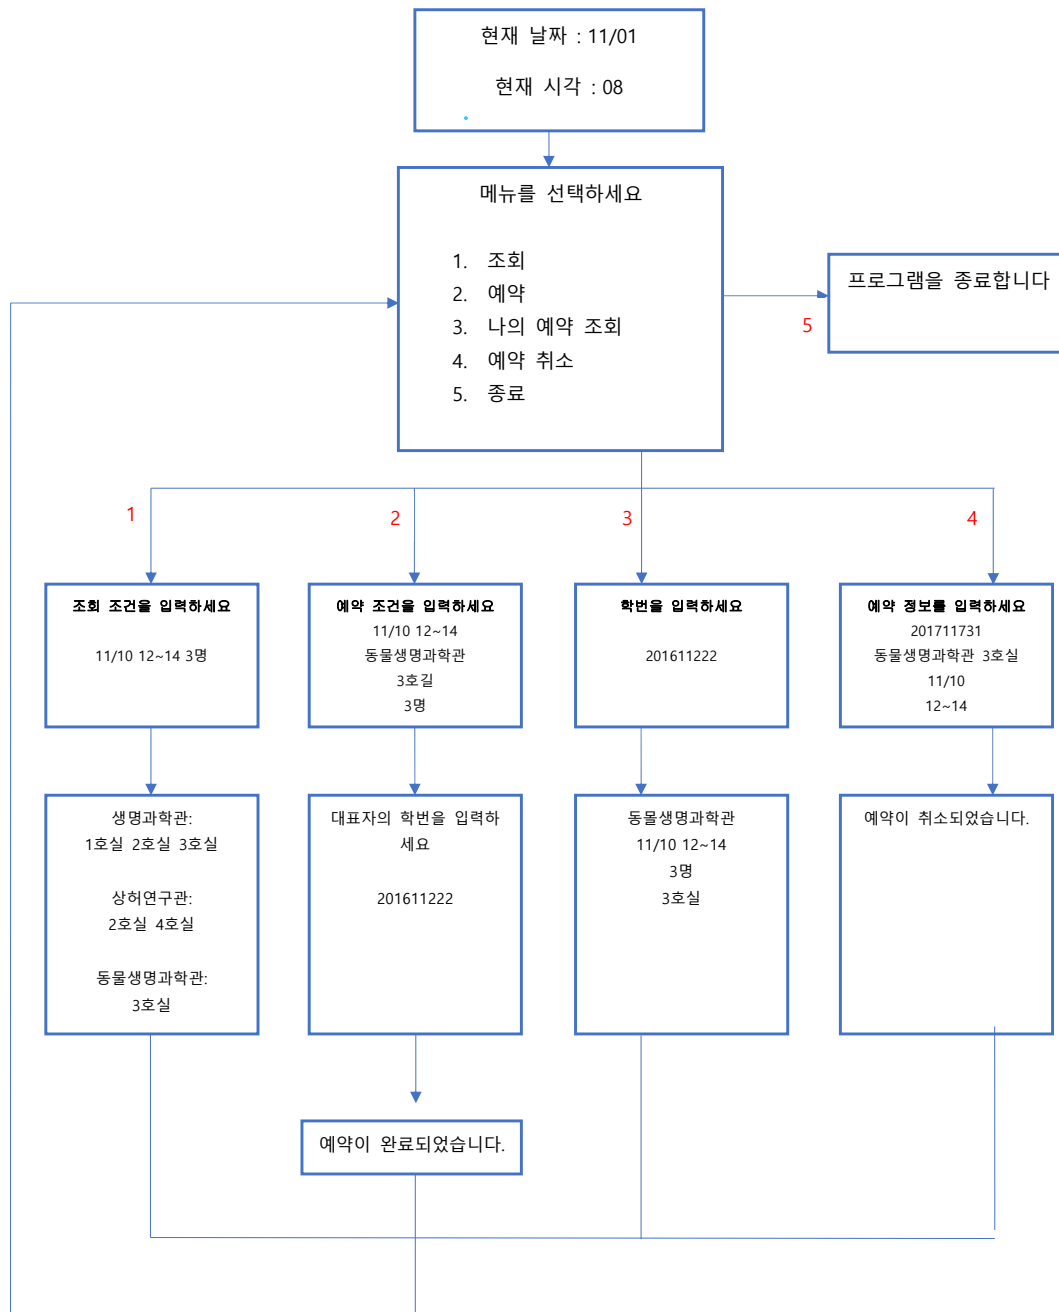 현재 날짜 : 11/01
현재 시각 : 08
메뉴를 선택하세요
1. 조회
2. 예약
3. 나의 예약 조회
4. 예약 취소
5. 종료
프로그램을 종료합니다
5
1
2
3
4
조회 조건을 입력하세요
11/10 12~14 3명
예약 조건을 입력하세요
11/10 12~14
동물생명과학관
3호길
3명
학번을 입력하세요
201611222
예약 정보를 입력하세요
201711731
동물생명과학관 3호실
11/10
12~14
생명과학관:
1호실 2호실 3호실
상허연구관:
2호실 4호실
동물생명과학관:
3호실
대표자의 학번을 입력하
세요
201611222
동몰생명과학관
11/10 12~14
3명
3호실
예약이 취소되었습니다.
예약이 완료되었습니다.